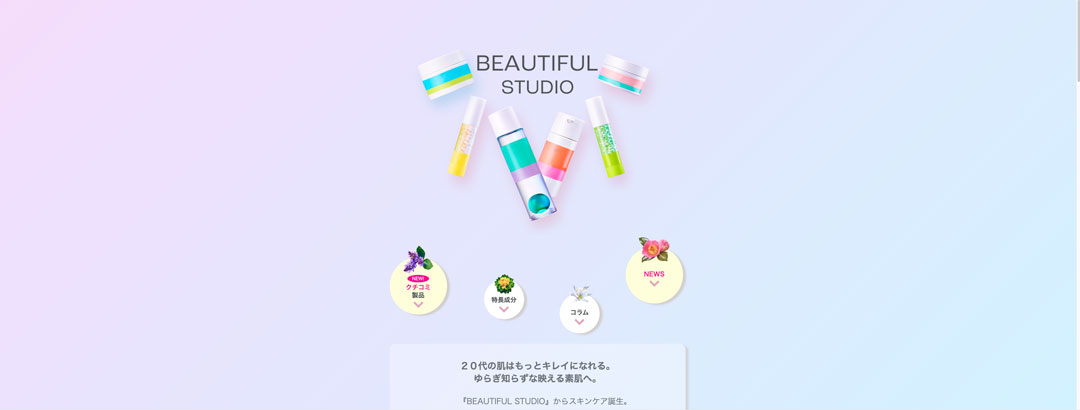 BEAUTIFUL
STUDIO
NEW!
クチコミ
製品
特長成分
コラム
NEWS
２０代の肌はもっとキレイになれる。
ゆらぎ知らずな映える素肌へ。
『BEAUTIFUL STUDIO』からスキンケア誕生。